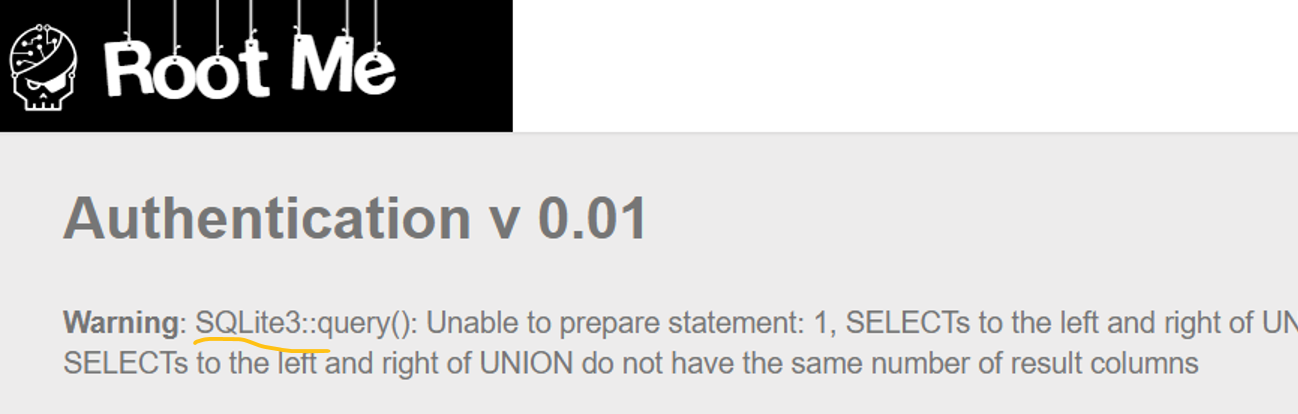 Root Me
Authentication v 0.01
Warning: SQLite3::query(): Unable to prepare statement: 1, SELECTs to the left and right of UN
SELECTs to the left and right of UNION do not have the same number of result columns